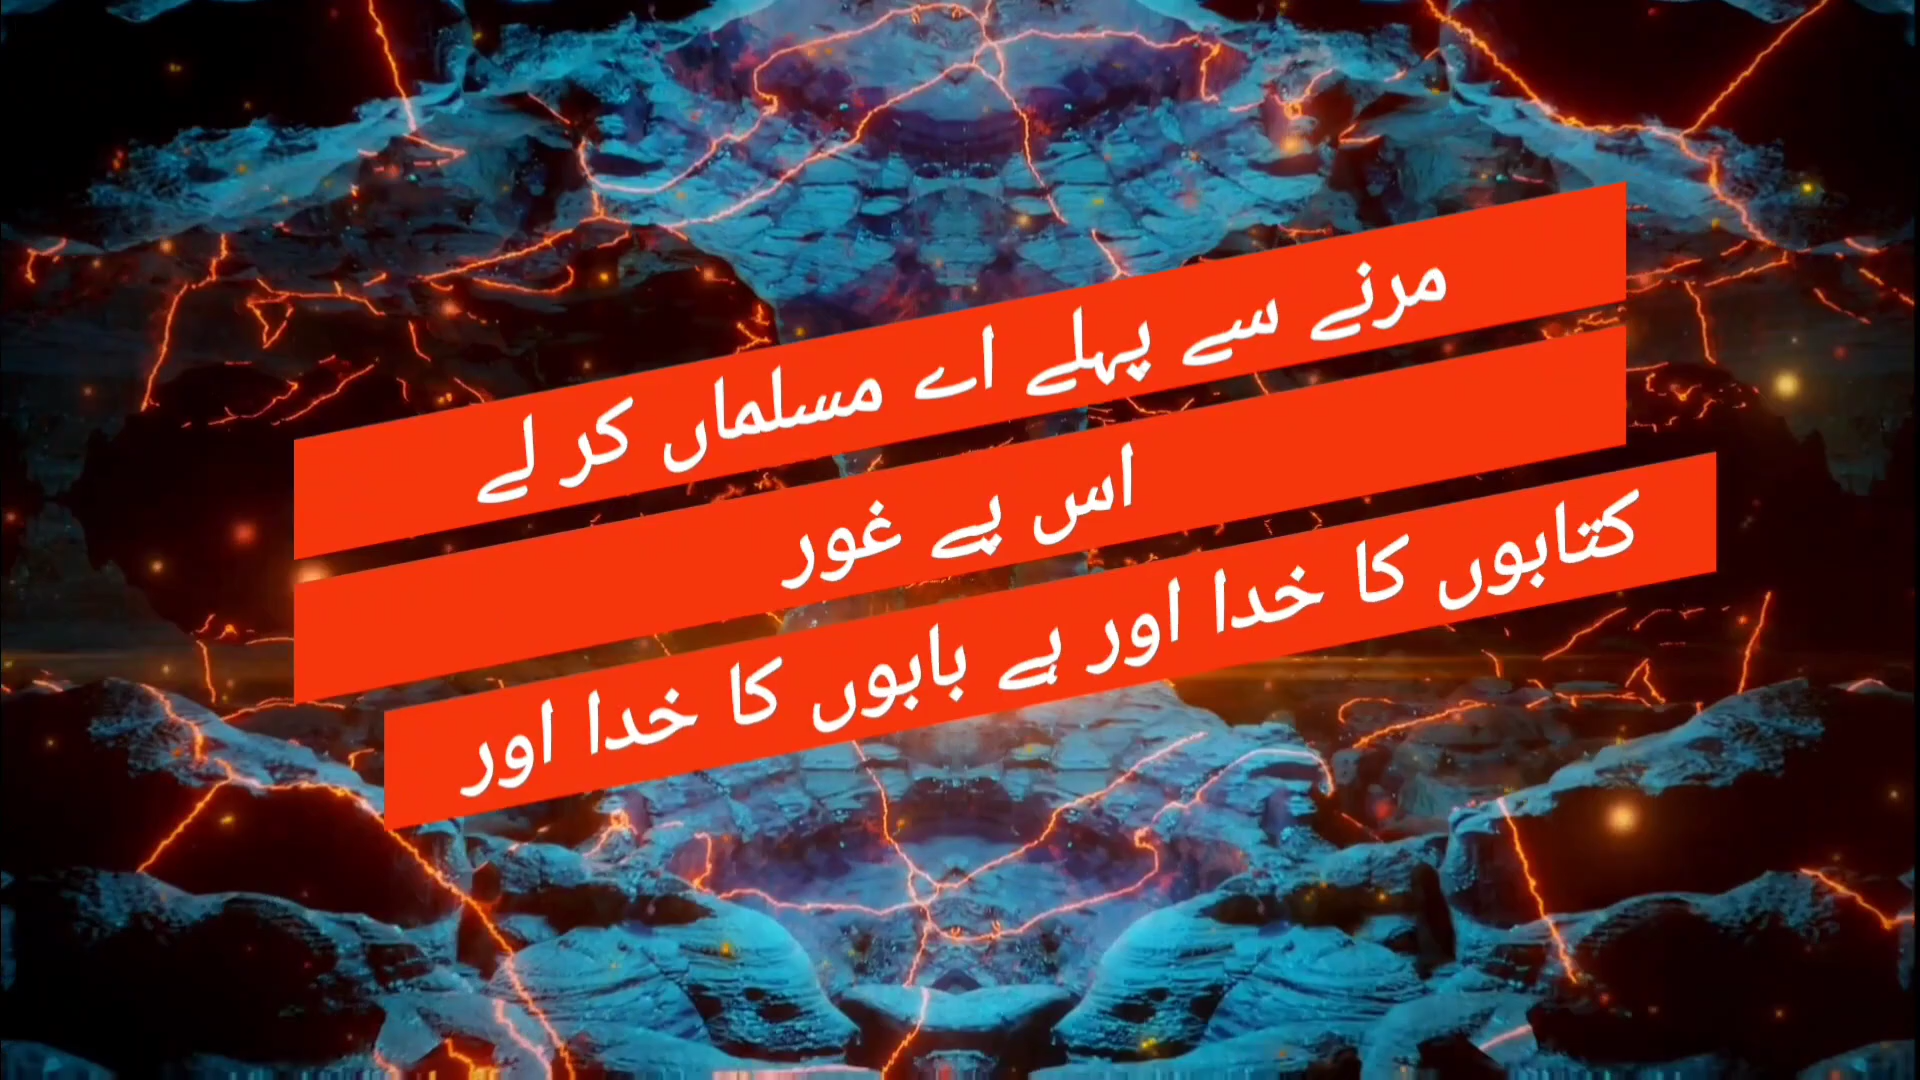 مرنے سے پہلے اے مسلماں کر لے
اس پے غور
کتابوں کا خدا اور ہے بابوں کا خدا اور